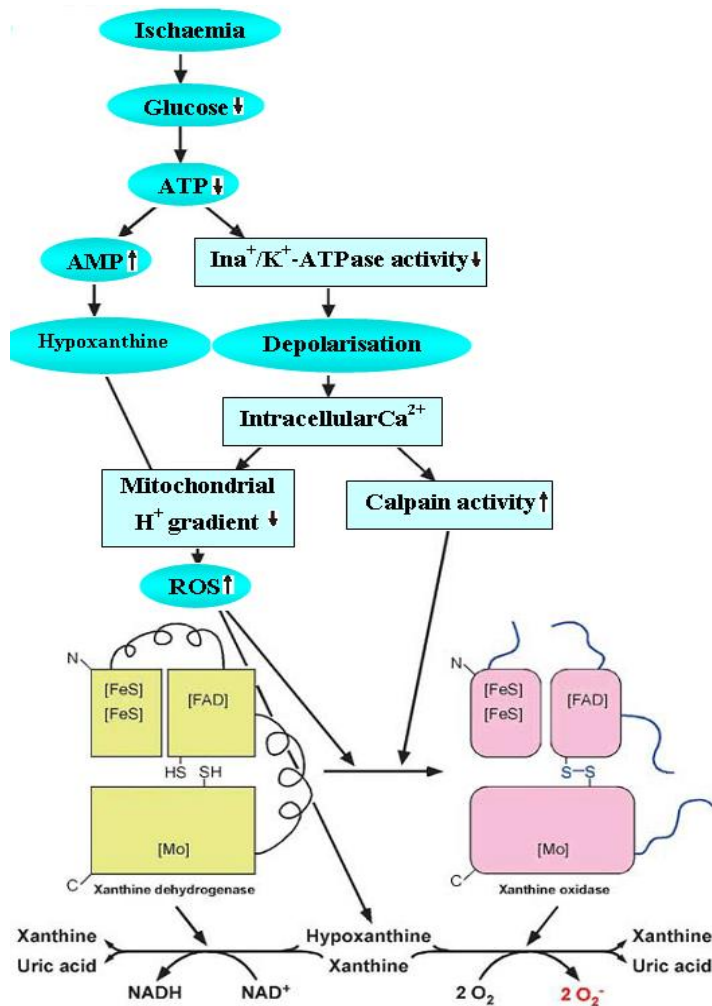 Ischaemia
Glucose ↓
ATP ↓
AMP ↑
Ina⁺/K⁺-ATPase activity ↓
Hypoxanthine
Depolarisation
IntracellularCa²⁺
Mitochondrial
H⁺ gradient ↓
Calpain activity ↑
ROS ↑
N
[FeS]
[FeS]
[FAD]
HS
SH
[Mo]
C
Xanthine dehydrogenase
N
[FeS]
[FeS]
[FAD]
S-S
[Mo]
C
Xanthine oxidase
Xanthine
Uric acid
NADH
NAD⁺
Hypoxanthine
Xanthine
2 O₂
2 O₂⁻
Xanthine
Uric acid